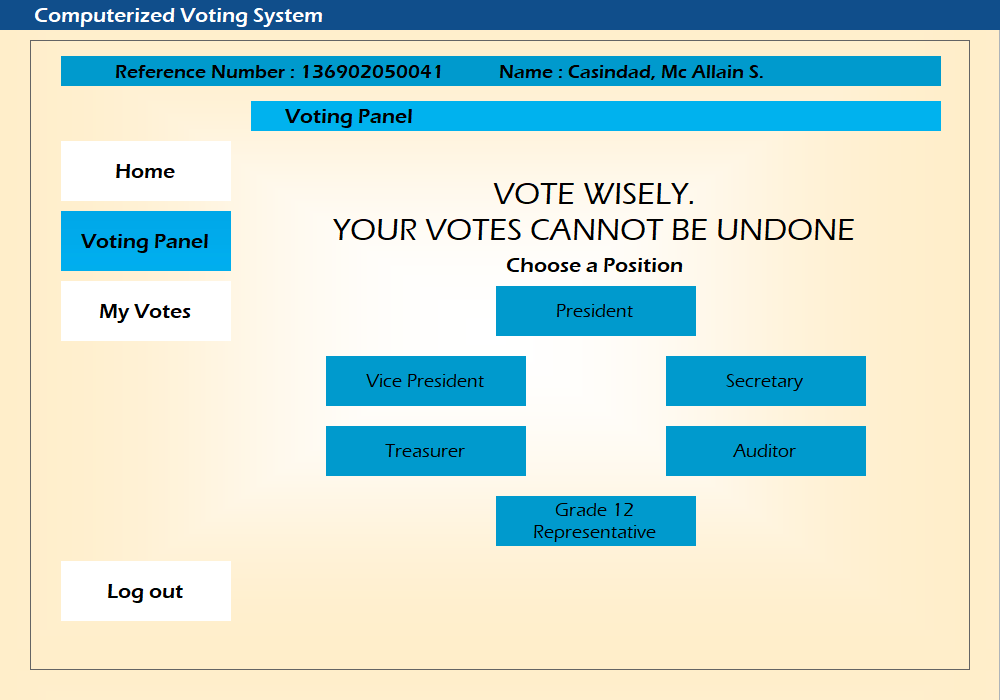 Computerized Voting System
Reference Number : 136902050041 Name : Casindad, Mc Allain S.
Voting Panel
Home
Voting Panel
My Votes
Log out
VOTE WISELY.
YOUR VOTES CANNOT BE UNDONE
Choose a Position
President
Vice President
Secretary
Treasurer
Auditor
Grade 12
Representative